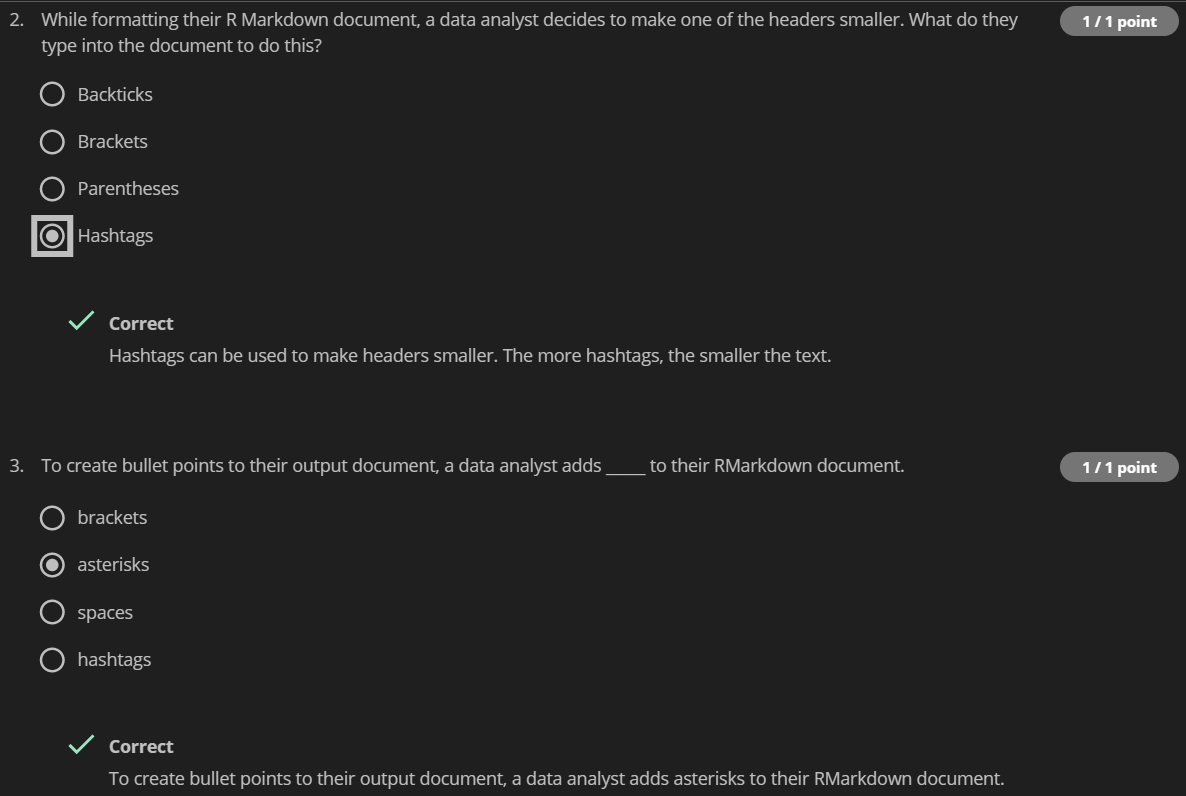 2. While formatting their R Markdown document, a data analyst decides to make one of the headers smaller. What do they
type into the document to do this?
1 / 1 point
Backticks
Brackets
Parentheses
Hashtags
Correct
Hashtags can be used to make headers smaller. The more hashtags, the smaller the text.
3. To create bullet points to their output document, a data analyst adds _____ to their RMarkdown document.
1 / 1 point
brackets
asterisks
spaces
hashtags
Correct
To create bullet points to their output document, a data analyst adds asterisks to their RMarkdown document.